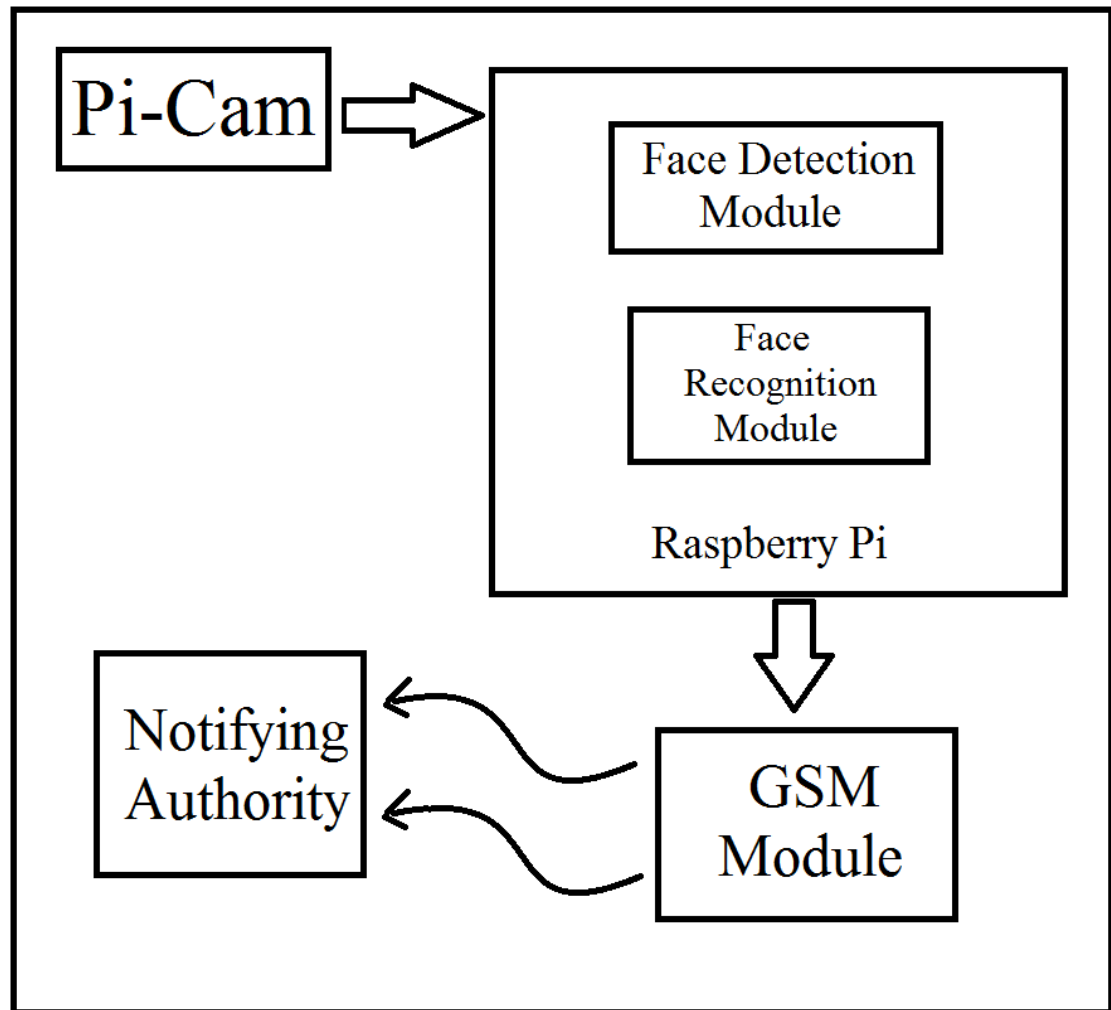 Pi-Cam
Face Detection
Module
Face
Recognition
Module
Raspberry Pi
Notifying
Authority
GSM
Module